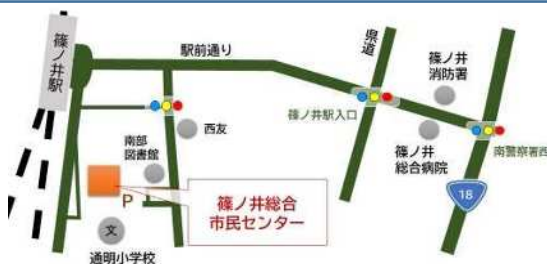 篠ノ井駅
駅前通り
県道
篠ノ井
消防署
西友
篠ノ井駅入口
南部
図書館
篠ノ井
総合病院
南警察署西
P
篠ノ井総合
市民センター
18
文
通明小学校